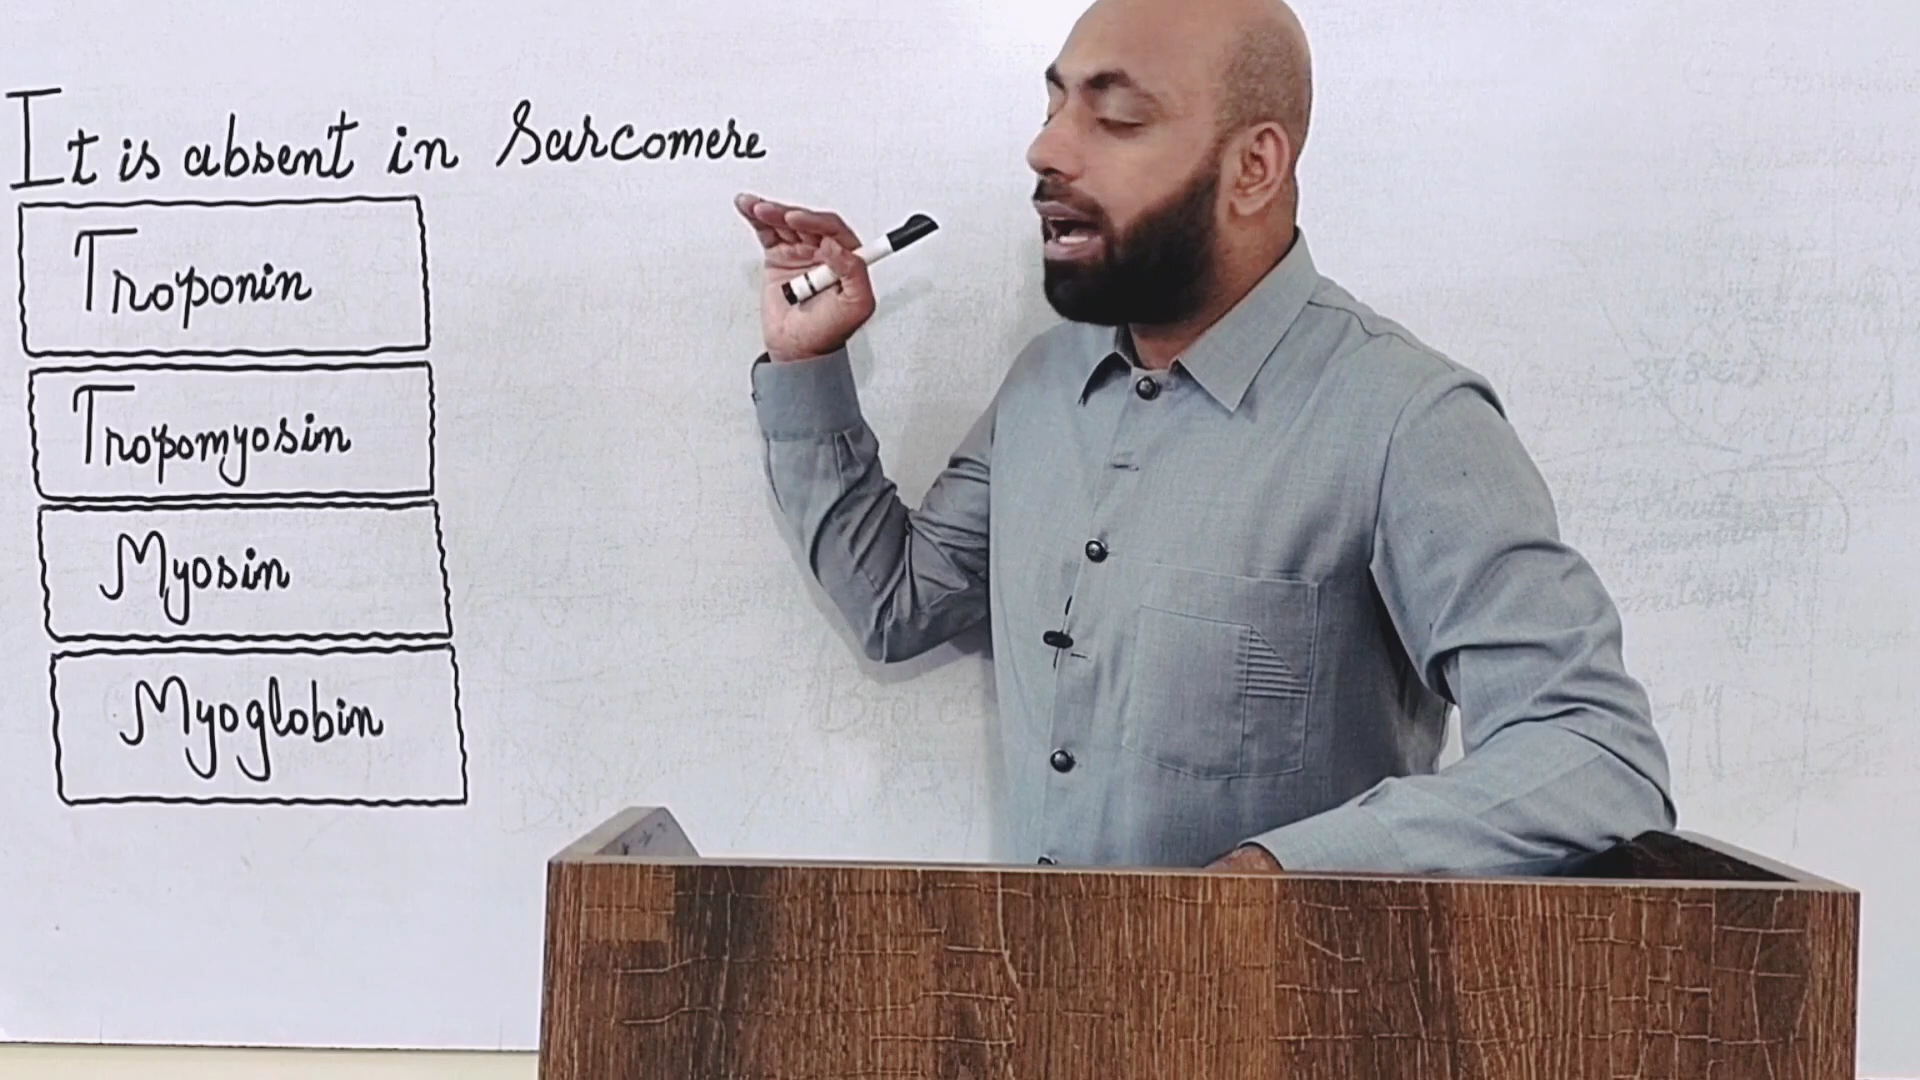 It is absent in Sarcomere
Troponin
Tropomyosin
Myosin
Myoglobin